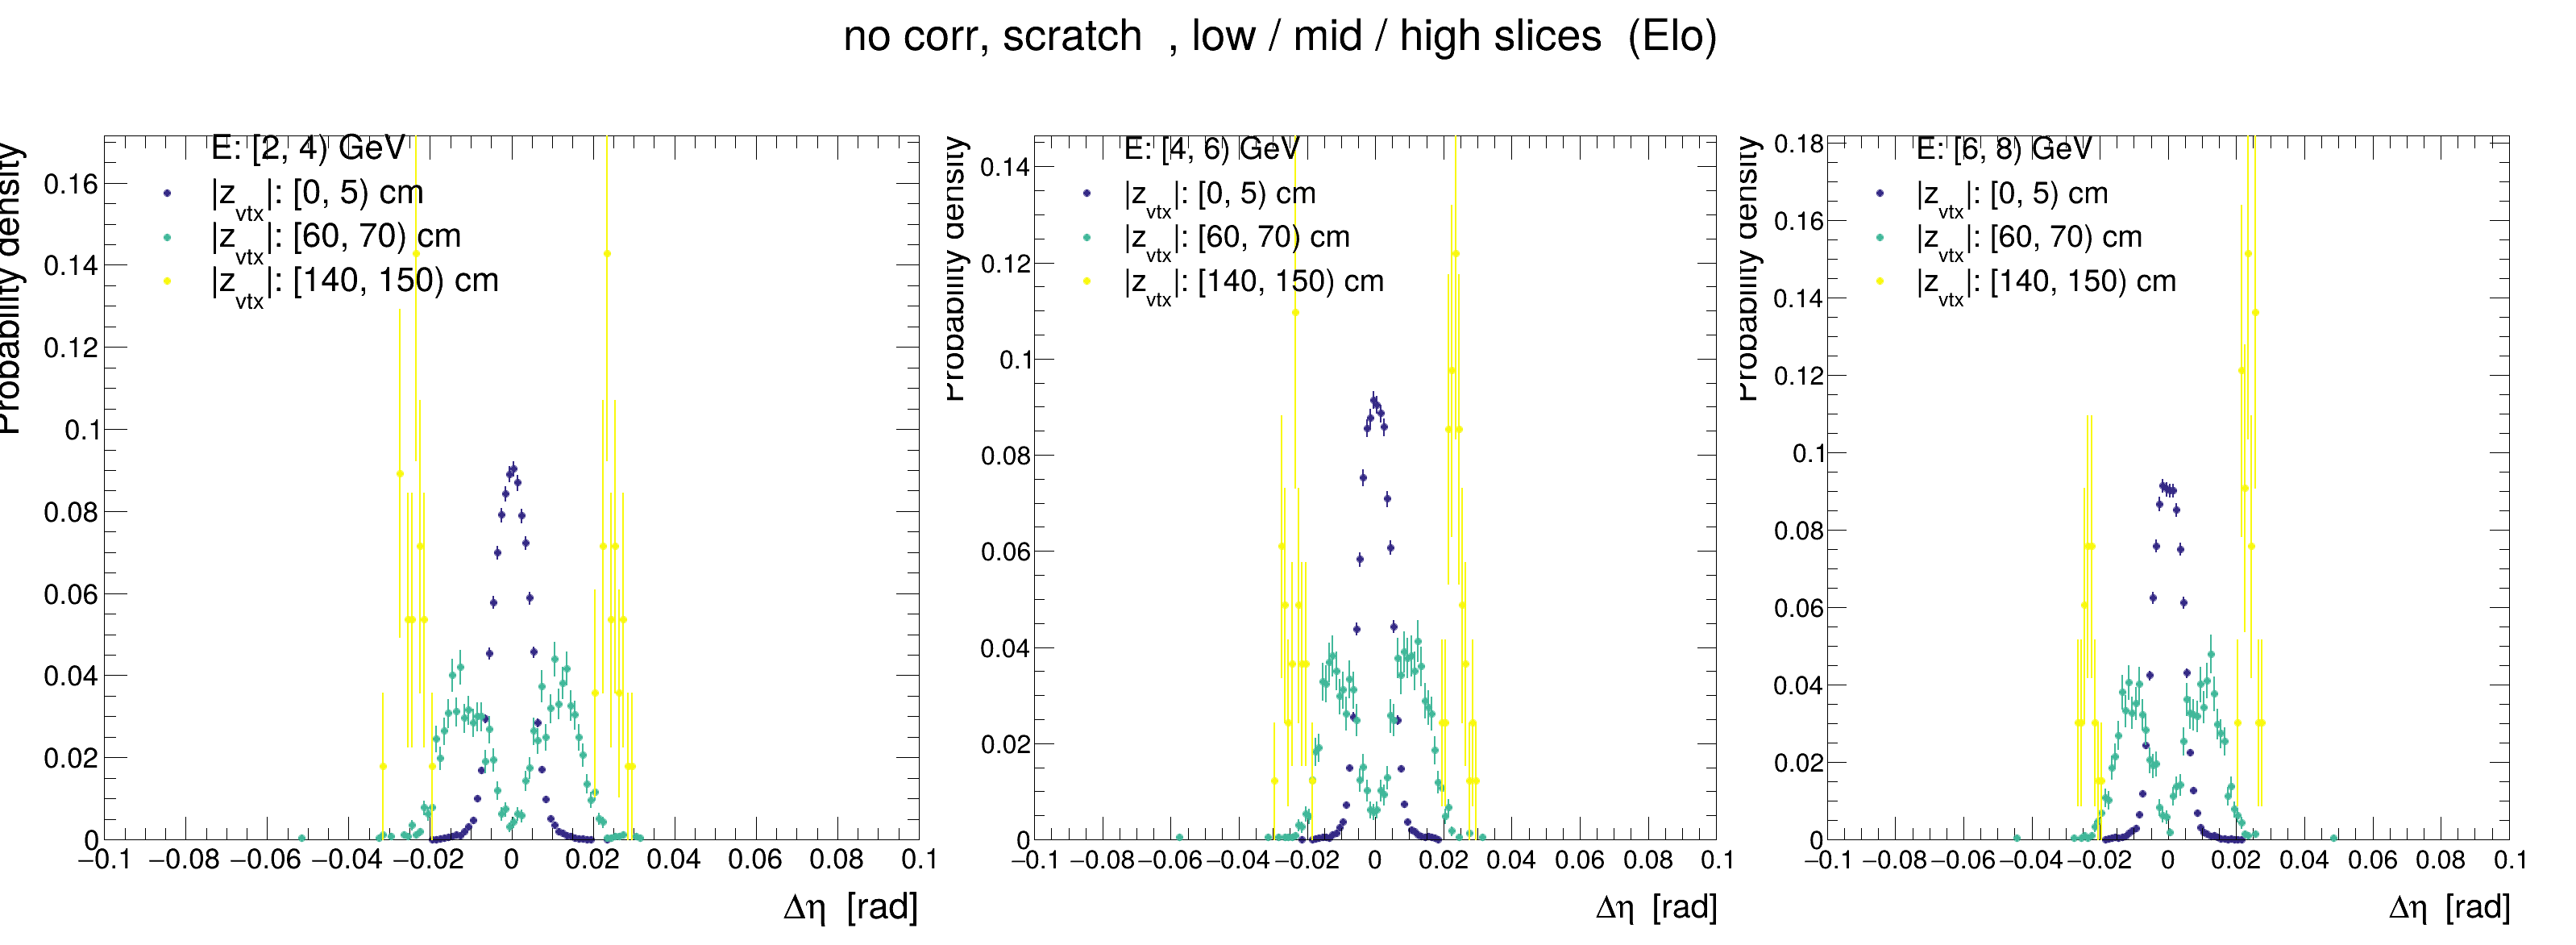 no corr, scratch , low / mid / high slices (Elo)
Probability density
E: [2, 4) GeV
|z_vtx|: [0, 5) cm
|z_vtx|: [60, 70) cm
|z_vtx|: [140, 150) cm
0.16
0.14
0.12
0.1
0.08
0.06
0.04
0.02
0
−0.1 −0.08 −0.06 −0.04 −0.02 0 0.02 0.04 0.06 0.08 0.1
Δη [rad]
Probability density
E: [4, 6) GeV
|z_vtx|: [0, 5) cm
|z_vtx|: [60, 70) cm
|z_vtx|: [140, 150) cm
0.14
0.12
0.1
0.08
0.06
0.04
0.02
0
−0.1 −0.08 −0.06 −0.04 −0.02 0 0.02 0.04 0.06 0.08 0.1
Δη [rad]
Probability density
E: [6, 8) GeV
|z_vtx|: [0, 5) cm
|z_vtx|: [60, 70) cm
|z_vtx|: [140, 150) cm
0.18
0.16
0.14
0.12
0.1
0.08
0.06
0.04
0.02
0
−0.1 −0.08 −0.06 −0.04 −0.02 0 0.02 0.04 0.06 0.08 0.1
Δη [rad]